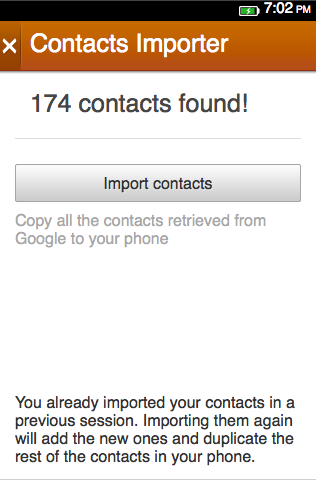 7:02 PM
Contacts Importer
174 contacts found!
Import contacts
Copy all the contacts retrieved from
Google to your phone
You already imported your contacts in a
previous session. Importing them again
will add the new ones and duplicate the
rest of the contacts in your phone.